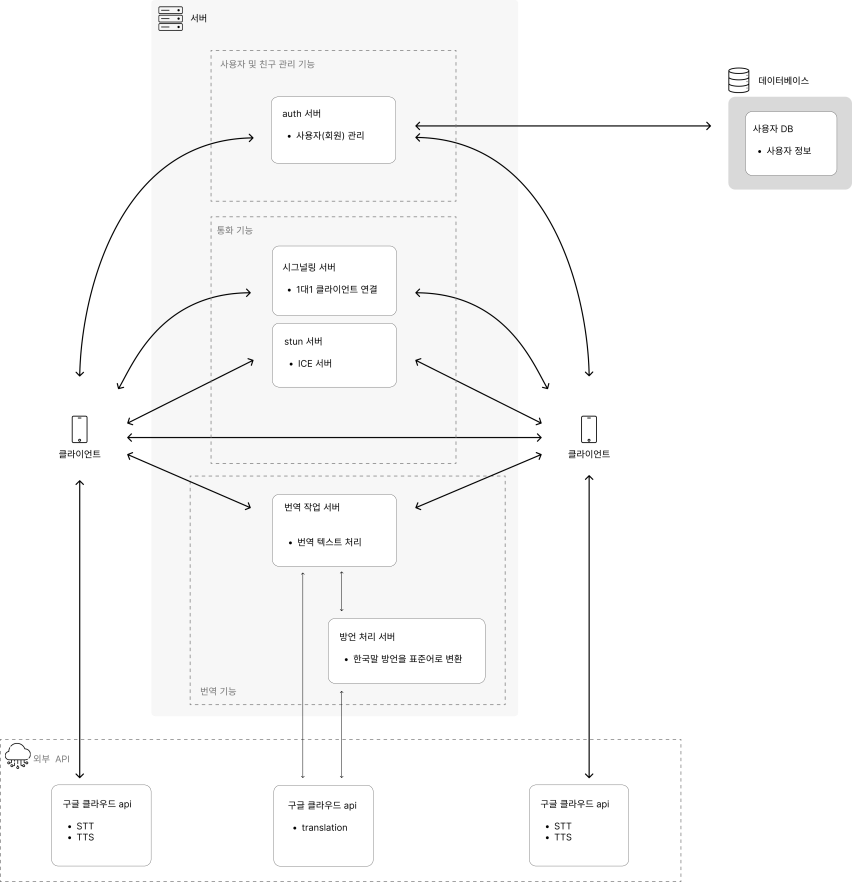 서버
사용자 및 친구 관리 기능
auth 서버
• 사용자(회원) 관리
데이터베이스
사용자 DB
• 사용자 정보
통화 기능
시그널링 서버
• 1대1 클라이언트 연결
stun 서버
• ICE 서버
클라이언트
클라이언트
번역 작업 서버
• 번역 텍스트 처리
방언 처리 서버
• 한국말 방언을 표준어로 변환
번역 기능
외부 API
구글 클라우드 api
• STT
• TTS
구글 클라우드 api
• translation
구글 클라우드 api
• STT
• TTS